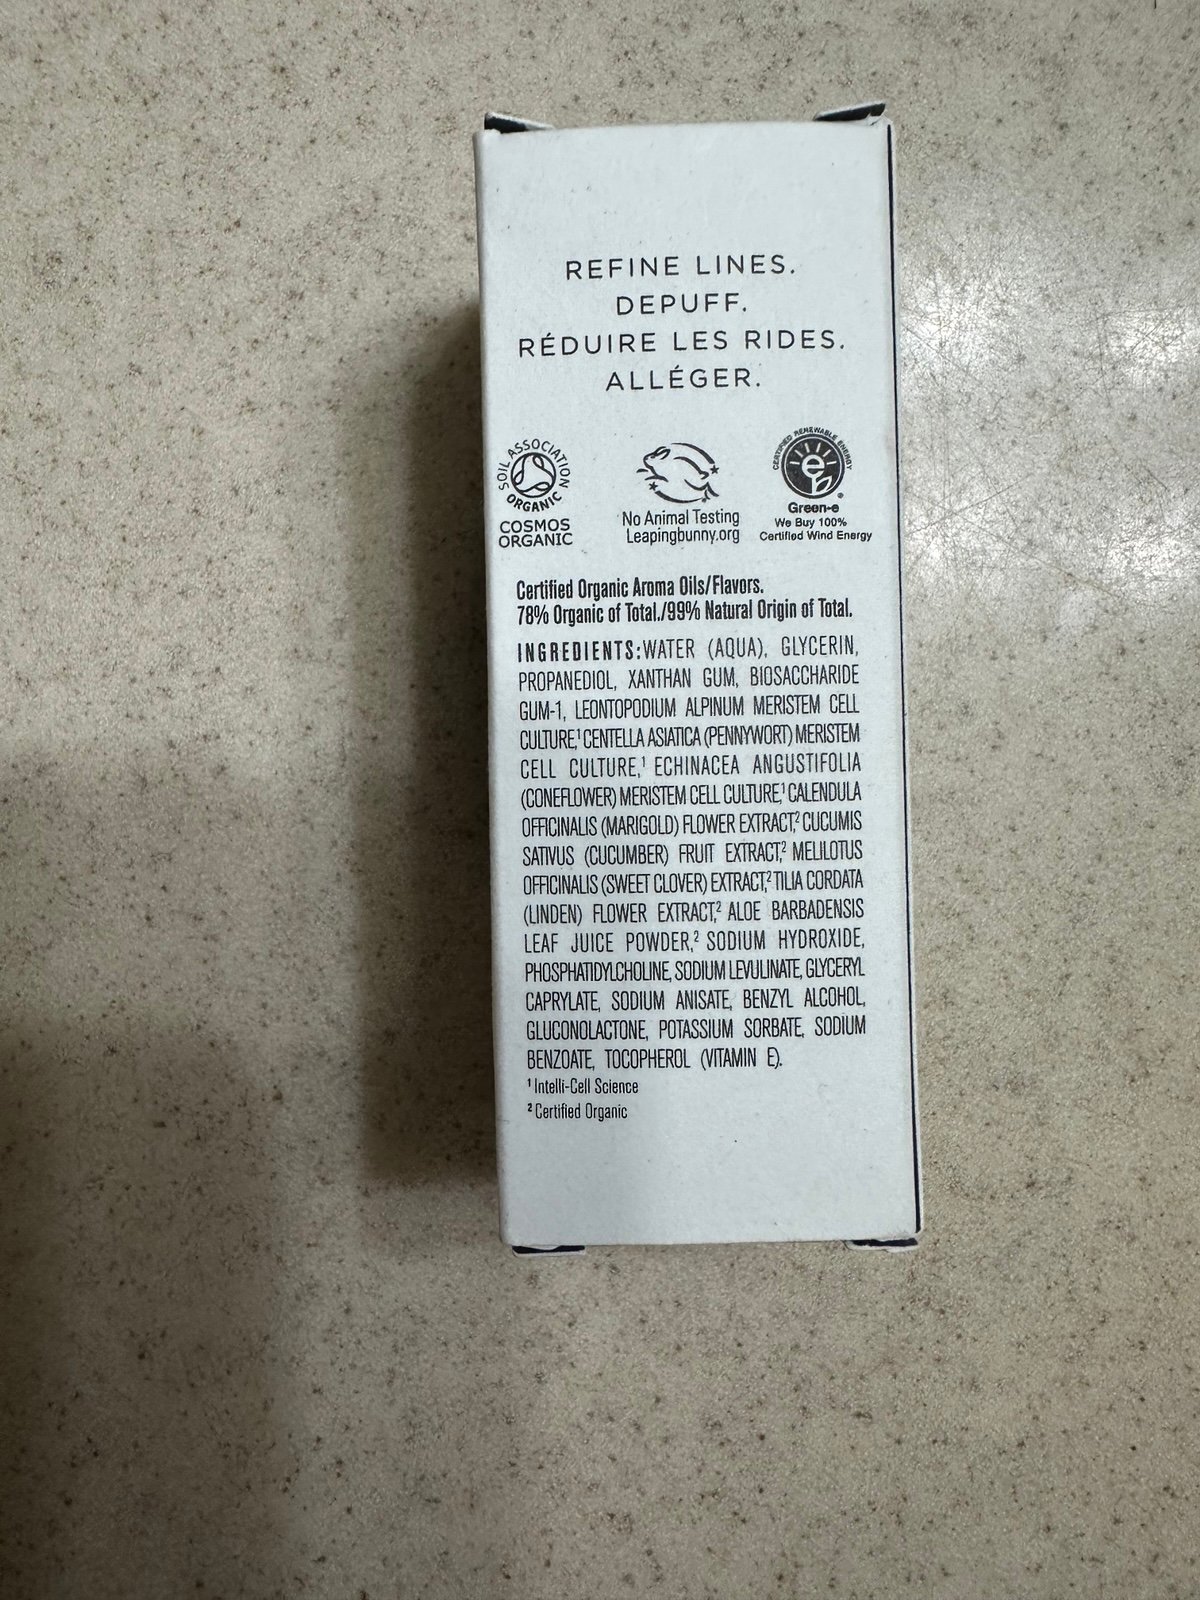 REFINE LINES.
DEPUFF.
RÉDUIRE LES RIDES.
ALLÉGER.
SOIL ASSOCIATION
ORGANIC
COSMOS
ORGANIC
No Animal Testing
Leapingbunny.org
CERTIFIED RENEWABLE ENERGY
e
®
Green-e
We Buy 100%
Certified Wind Energy
Certified Organic Aroma Oils/Flavors.
78% Organic of Total./99% Natural Origin of Total.
INGREDIENTS: WATER (AQUA), GLYCERIN,
PROPANEDIOL, XANTHAN GUM, BIOSACCHARIDE
GUM-1, LEONTOPODIUM ALPINUM MERISTEM CELL
CULTURE,¹ CENTELLA ASIATICA (PENNYWORT) MERISTEM
CELL CULTURE,¹ ECHINACEA ANGUSTIFOLIA
(CONEFLOWER) MERISTEM CELL CULTURE,¹ CALENDULA
OFFICINALIS (MARIGOLD) FLOWER EXTRACT,² CUCUMIS
SATIVUS (CUCUMBER) FRUIT EXTRACT,² MELILOTUS
OFFICINALIS (SWEET CLOVER) EXTRACT,² TILIA CORDATA
(LINDEN) FLOWER EXTRACT,² ALOE BARBADENSIS
LEAF JUICE POWDER,² SODIUM HYDROXIDE,
PHOSPHATIDYLCHOLINE, SODIUM LEVULINATE, GLYCERYL
CAPRYLATE, SODIUM ANISATE, BENZYL ALCOHOL,
GLUCONOLACTONE, POTASSIUM SORBATE, SODIUM
BENZOATE, TOCOPHEROL (VITAMIN E).
¹ Intelli-Cell Science
² Certified Organic